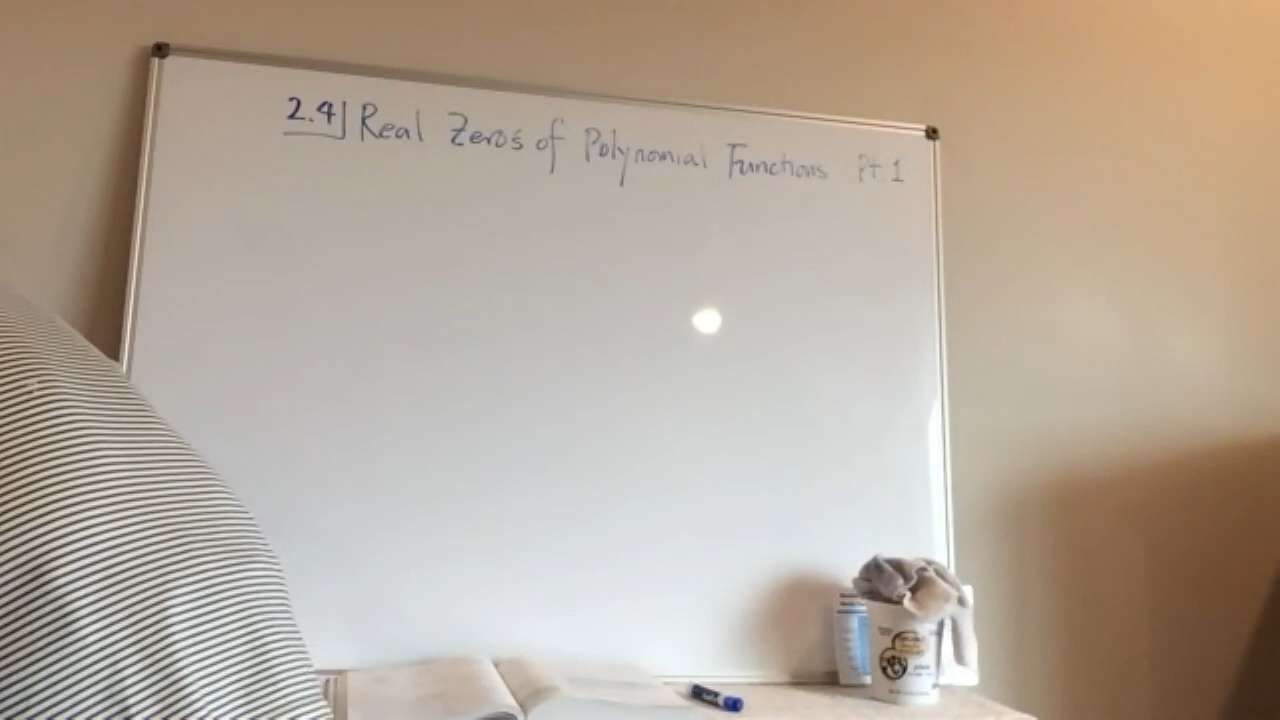 2.4] Real Zeros of Polynomial Functions Pt. 1